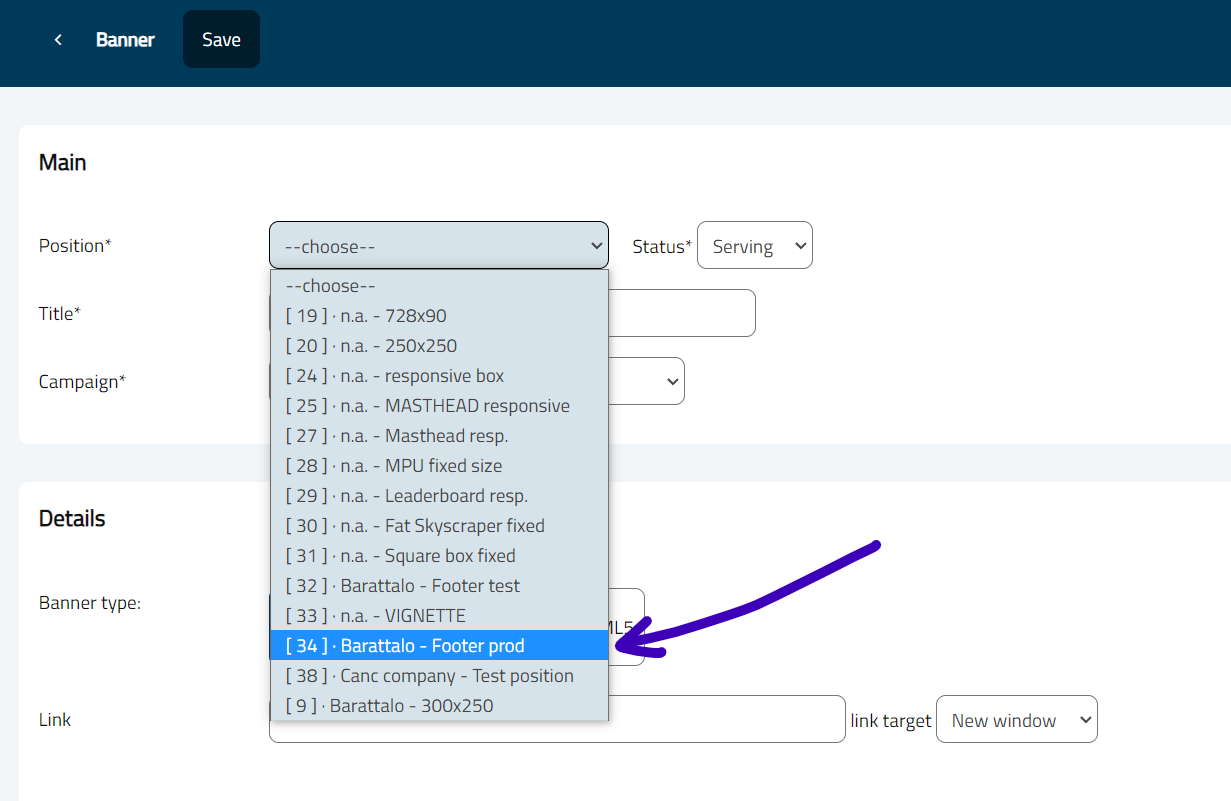 Banner Save
Main
Position* --choose-- Status* Serving
--choose--
Title*
[ 19 ] · n.a. - 728x90
[ 20 ] · n.a. - 250x250
Campaign*
[ 24 ] · n.a. - responsive box
[ 25 ] · n.a. - MASTHEAD responsive
[ 27 ] · n.a. - Masthead resp.
[ 28 ] · n.a. - MPU fixed size
[ 29 ] · n.a. - Leaderboard resp.
Details
[ 30 ] · n.a. - Fat Skyscraper fixed
[ 31 ] · n.a. - Square box fixed
[ 32 ] · Barattalo - Footer test
Banner type:
[ 33 ] · n.a. - VIGNETTE
[ 34 ] · Barattalo - Footer prod
[ 38 ] · Canc company - Test position
[ 9 ] · Barattalo - 300x250
Link link target New window